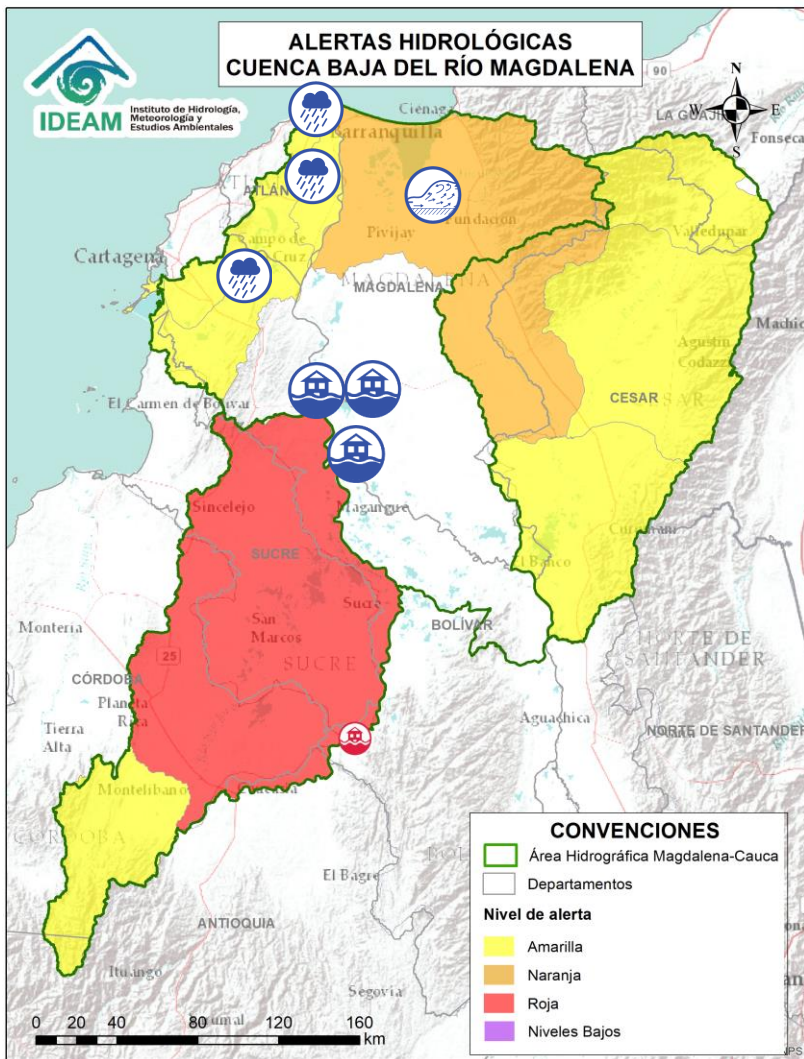 ALERTAS HIDROLÓGICAS
CUENCA BAJA DEL RÍO MAGDALENA
IDEAM
Instituto de Hidrología,
Meteorología y
Estudios Ambientales
90
N
W
E
S
Ciénaga
LA GUAJIRA
Fonseca
Barranquilla
Fundación
Valledupar
Pivijay
Campo de
Cruz
Cartagena
MAGDALENA
Agustín
Codazzi
Machi
CESAR
El Carmen de Bolívar
Sincelejo
Magangué
SUCRE
El Banco
Sucre
San
Marcos
SUCRE
BOLÍVAR
Montería
25
CÓRDOBA
Planeta
Rica
Tierra
Alta
NORTE DE
SANTANDER
Aguachica
NORTE DE SANTANDER
Montelíbano
Caucasia
CÓRDOBA
El Bagre
ANTIOQUIA
Ituango
Segovia
CONVENCIONES
Área Hidrográfica Magdalena-Cauca
Departamentos
Nivel de alerta
Amarilla
Naranja
Roja
Niveles Bajos
0 20 40 80 120 160
km